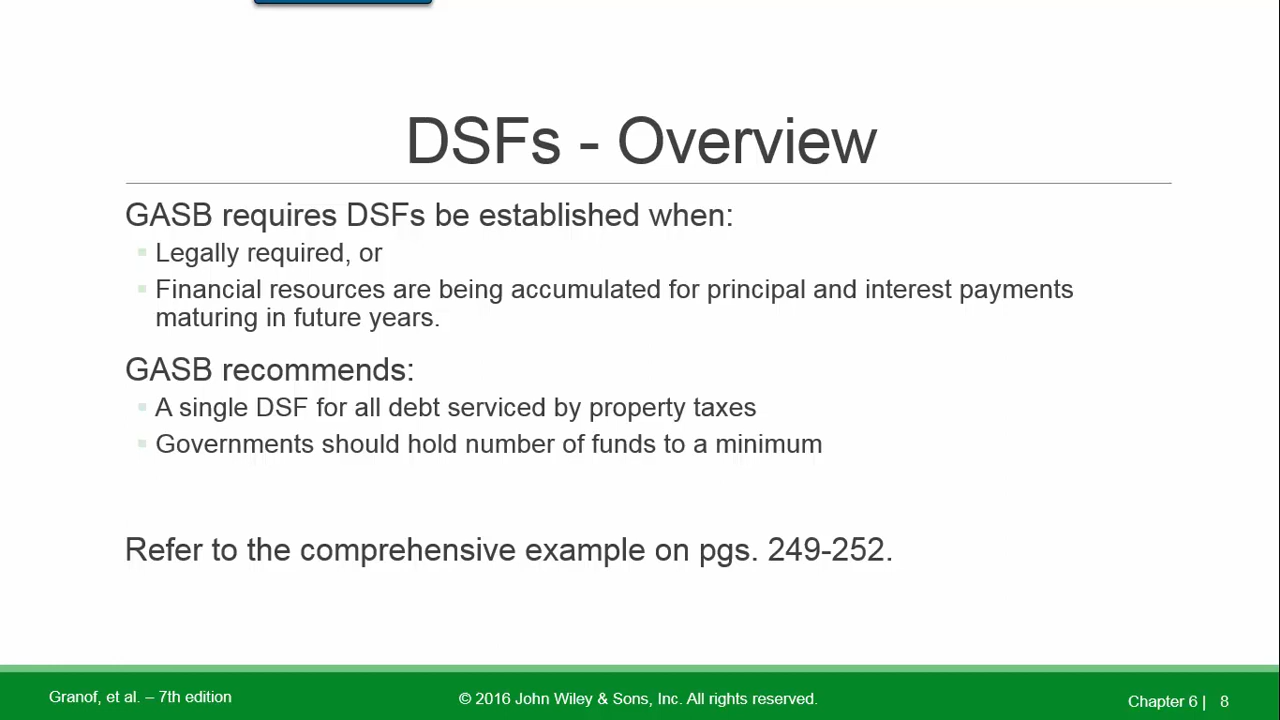 DSFs - Overview
GASB requires DSFs be established when:
Legally required, or
Financial resources are being accumulated for principal and interest payments
maturing in future years.
GASB recommends:
A single DSF for all debt serviced by property taxes
Governments should hold number of funds to a minimum
Refer to the comprehensive example on pgs. 249-252.
Granof, et al. – 7th edition
© 2016 John Wiley & Sons, Inc. All rights reserved.
Chapter 6 | 8